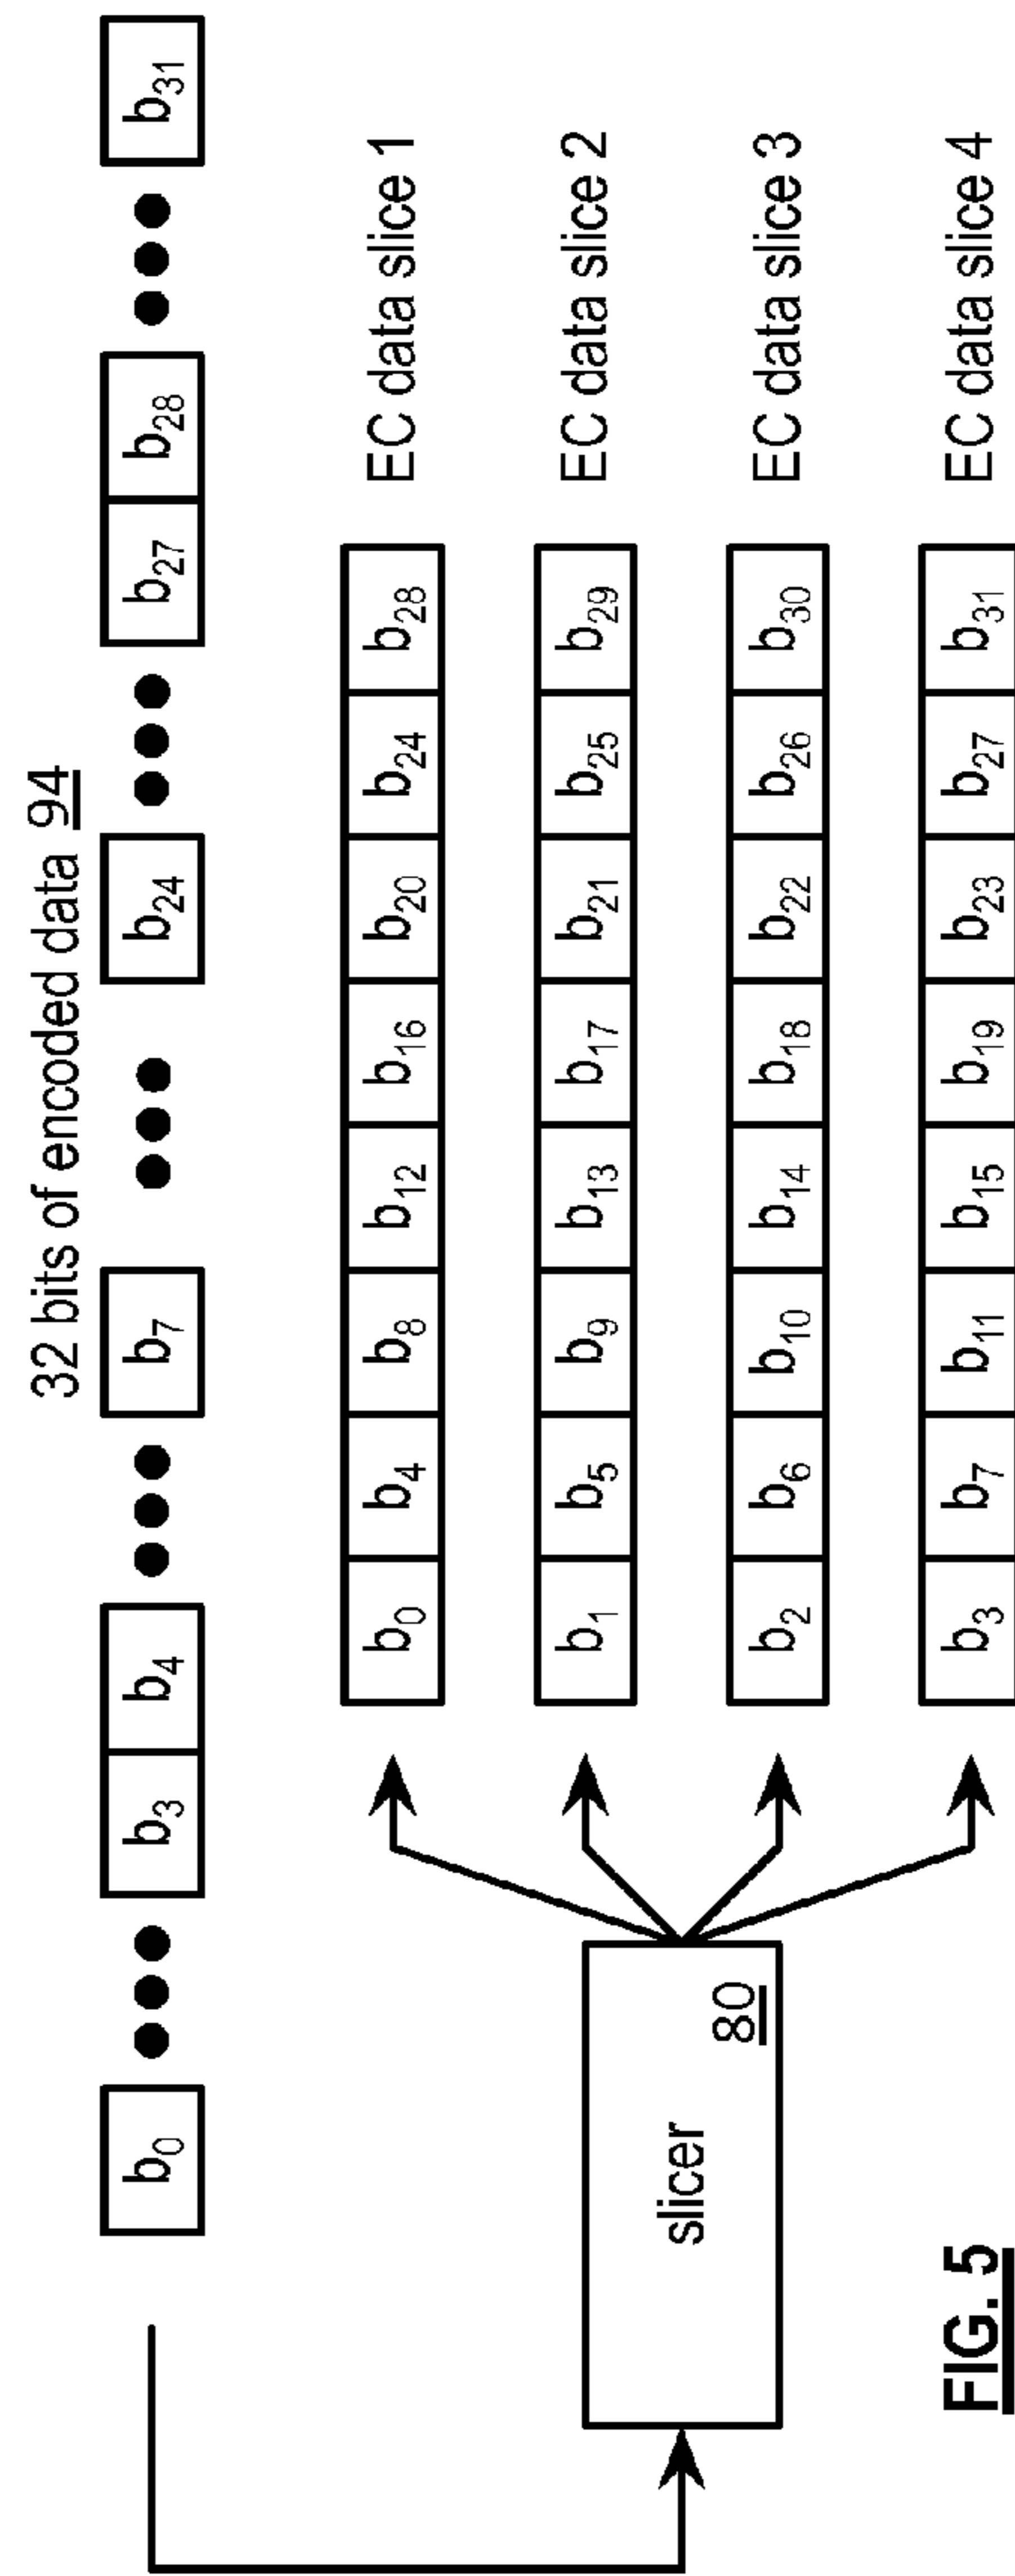 32 bits of encoded data 94
b0 ●●● b3 b4 ●●● b7 ●●● b24 ●●● b27 b28 ●●● b31
b0 b4 b8 b12 b16 b20 b24 b28 EC data slice 1
b1 b5 b9 b13 b17 b21 b25 b29 EC data slice 2
slicer 80
b2 b6 b10 b14 b18 b22 b26 b30 EC data slice 3
b3 b7 b11 b15 b19 b23 b27 b31 EC data slice 4
FIG. 5